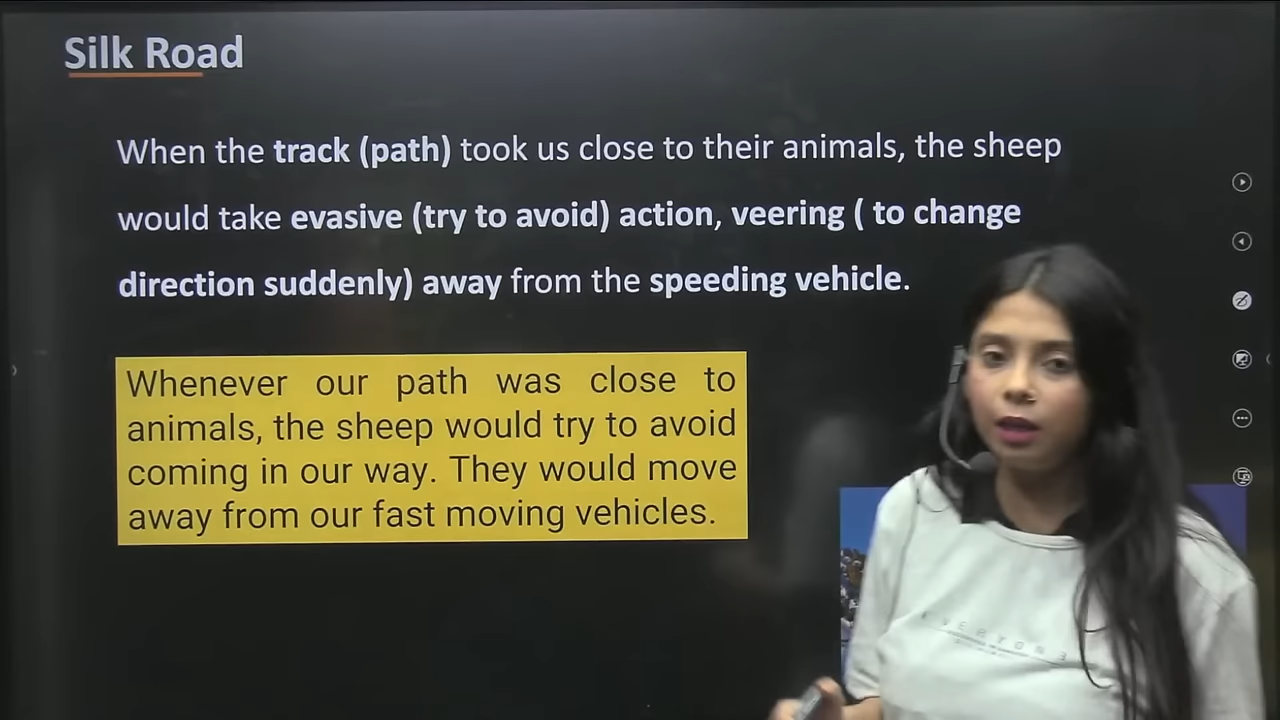 Silk Road
When the track (path) took us close to their animals, the sheep
would take evasive (try to avoid) action, veering ( to change
direction suddenly) away from the speeding vehicle.
Whenever our path was close to
animals, the sheep would try to avoid
coming in our way. They would move
away from our fast moving vehicles.